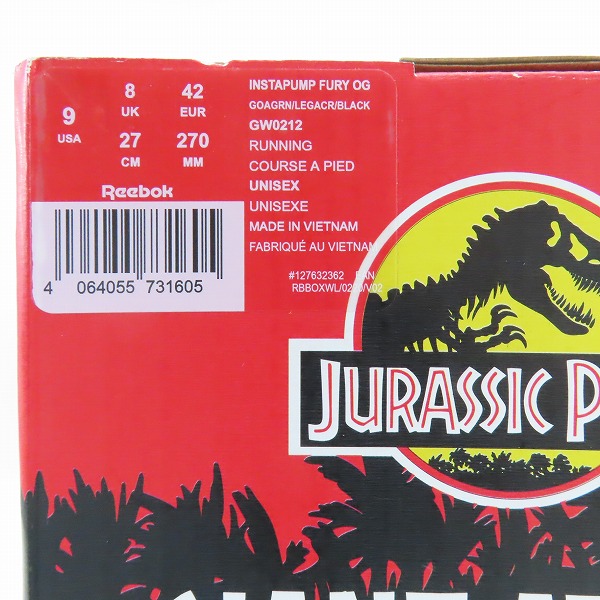 9
USA
8
UK
27
CM
42
EUR
270
MM
Reebok
4 064055 731605
INSTAPUMP FURY OG
GOAGRN/LEGACR/BLACK
GW0212
RUNNING
COURSE A PIED
UNISEX
UNISEXE
MADE IN VIETNAM
FABRIQUÉ AU VIETNAM
#127632362
JURASSIC P